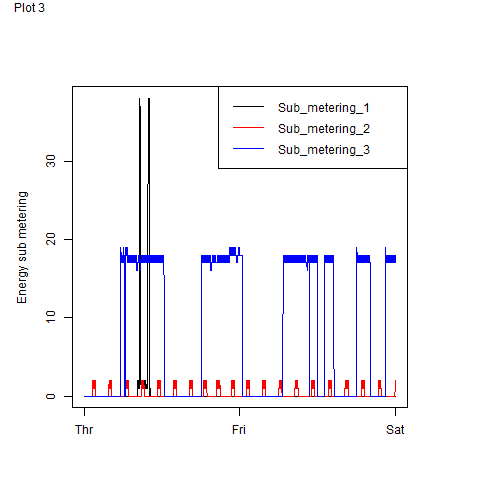 Plot 3
Sub_metering_1
Sub_metering_2
Sub_metering_3
Energy sub metering
30
20
10
0
Thr
Fri
Sat